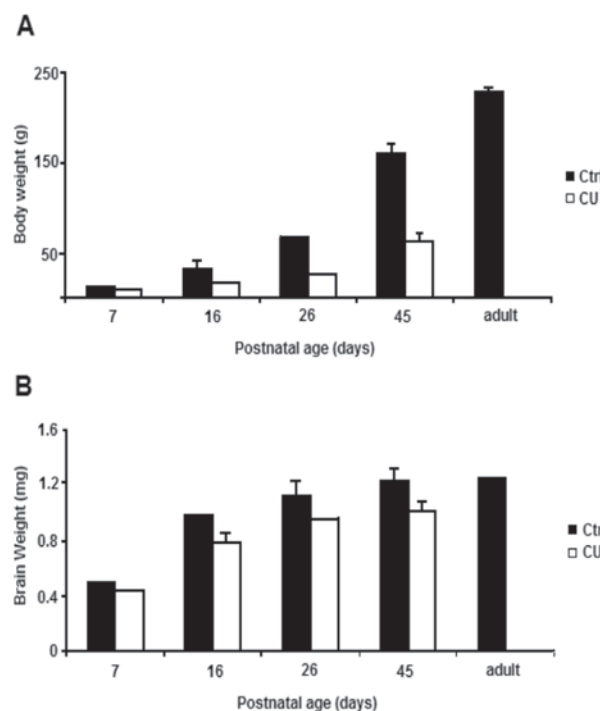 A
250
150
50
Body weight (g)
7 16 26 45 adult
Postnatal age (days)
Ctr
CU
B
1.6
1.2
0.8
0.4
0
Brain Weight (mg)
7 16 26 45 adult
Postnatal age (days)
Ctr
CU